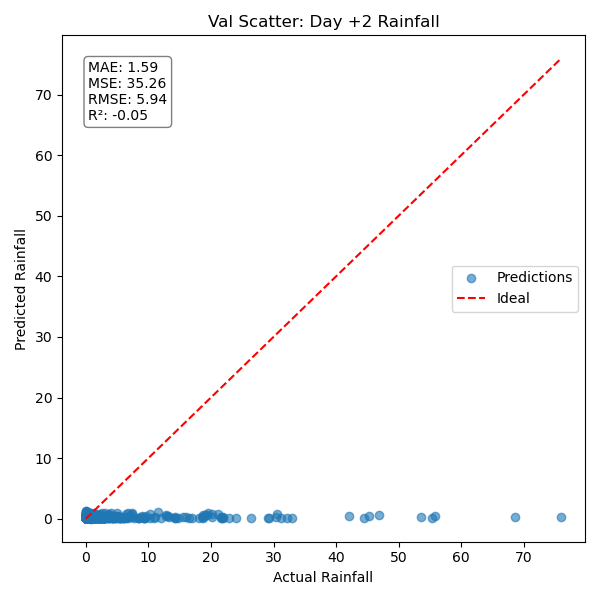 Val Scatter: Day +2 Rainfall
MAE: 1.59
MSE: 35.26
RMSE: 5.94
R²: -0.05
Predictions
Ideal
Predicted Rainfall
70
60
50
40
30
20
10
0
0 10 20 30 40 50 60 70
Actual Rainfall